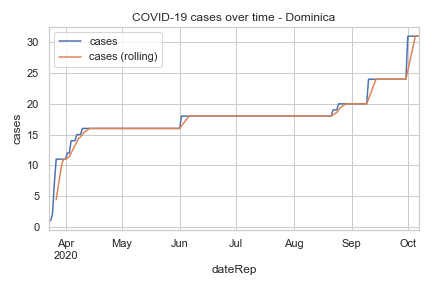 COVID-19 cases over time - Dominica
cases
cases (rolling)
30
25
20
15
10
5
0
cases
Apr May Jun Jul Aug Sep Oct
2020
dateRep